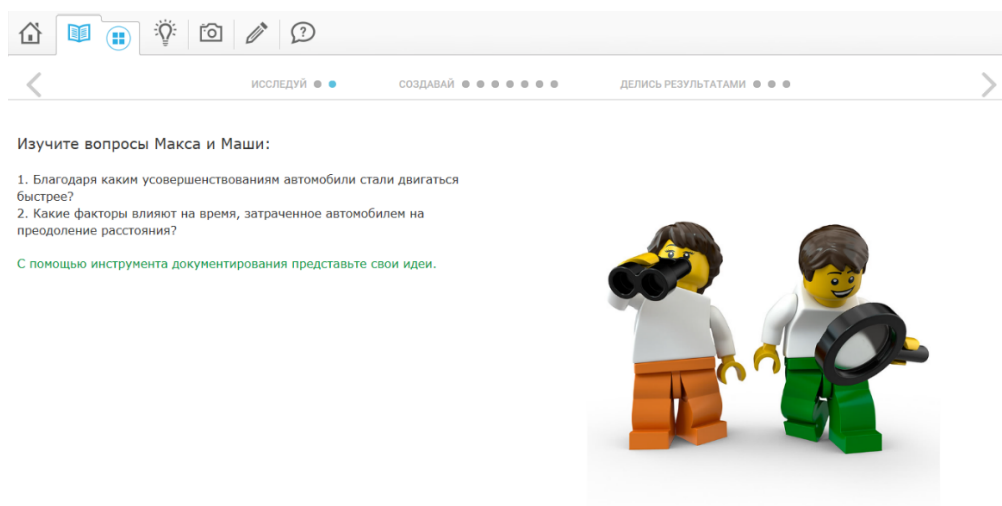 ИССЛЕДУЙ
СОЗДАВАЙ
ДЕЛИСЬ РЕЗУЛЬТАТАМИ
Изучите вопросы Макса и Маши:
1. Благодаря каким усовершенствованиям автомобили стали двигаться
быстрее?
2. Какие факторы влияют на время, затраченное автомобилем на
преодоление расстояния?
С помощью инструмента документирования представьте свои идеи.